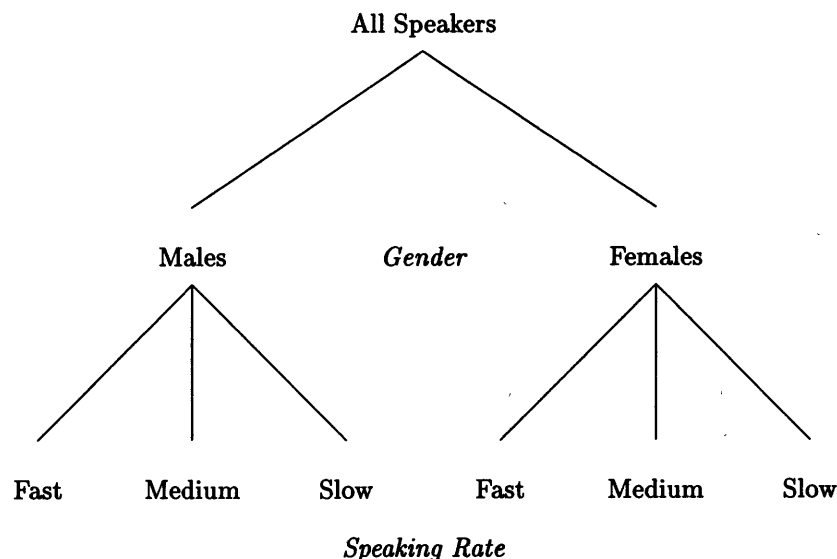 All Speakers
Males Gender Females
Fast Medium Slow Fast Medium Slow
Speaking Rate